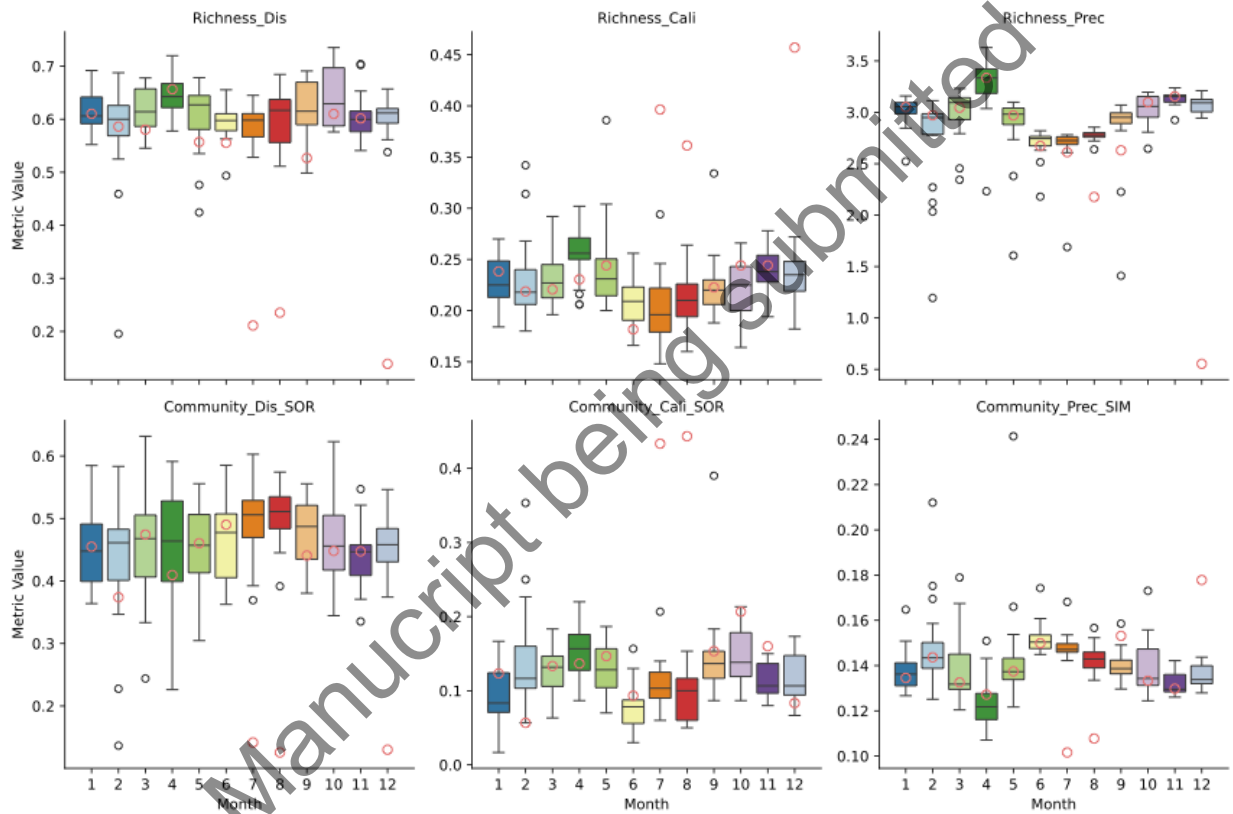 Richness_Dis
Richness_Cali
Richness_Prec
Metric Value
0.7
0.6
0.5
0.4
0.3
0.2
0.45
0.40
0.35
0.30
0.25
0.20
0.15
3.5
3.0
2.5
2.0
1.5
1.0
0.5
Community_Dis_SOR
Community_Cali_SOR
Community_Prec_SIM
Metric Value
0.6
0.5
0.4
0.3
0.2
0.4
0.3
0.2
0.1
0.0
0.24
0.22
0.20
0.18
0.16
0.14
0.12
0.10
1 2 3 4 5 6 7 8 9 10 11 12
1 2 3 4 5 6 7 8 9 10 11 12
1 2 3 4 5 6 7 8 9 10 11 12
Month
Month
Month
Manucript being submitted